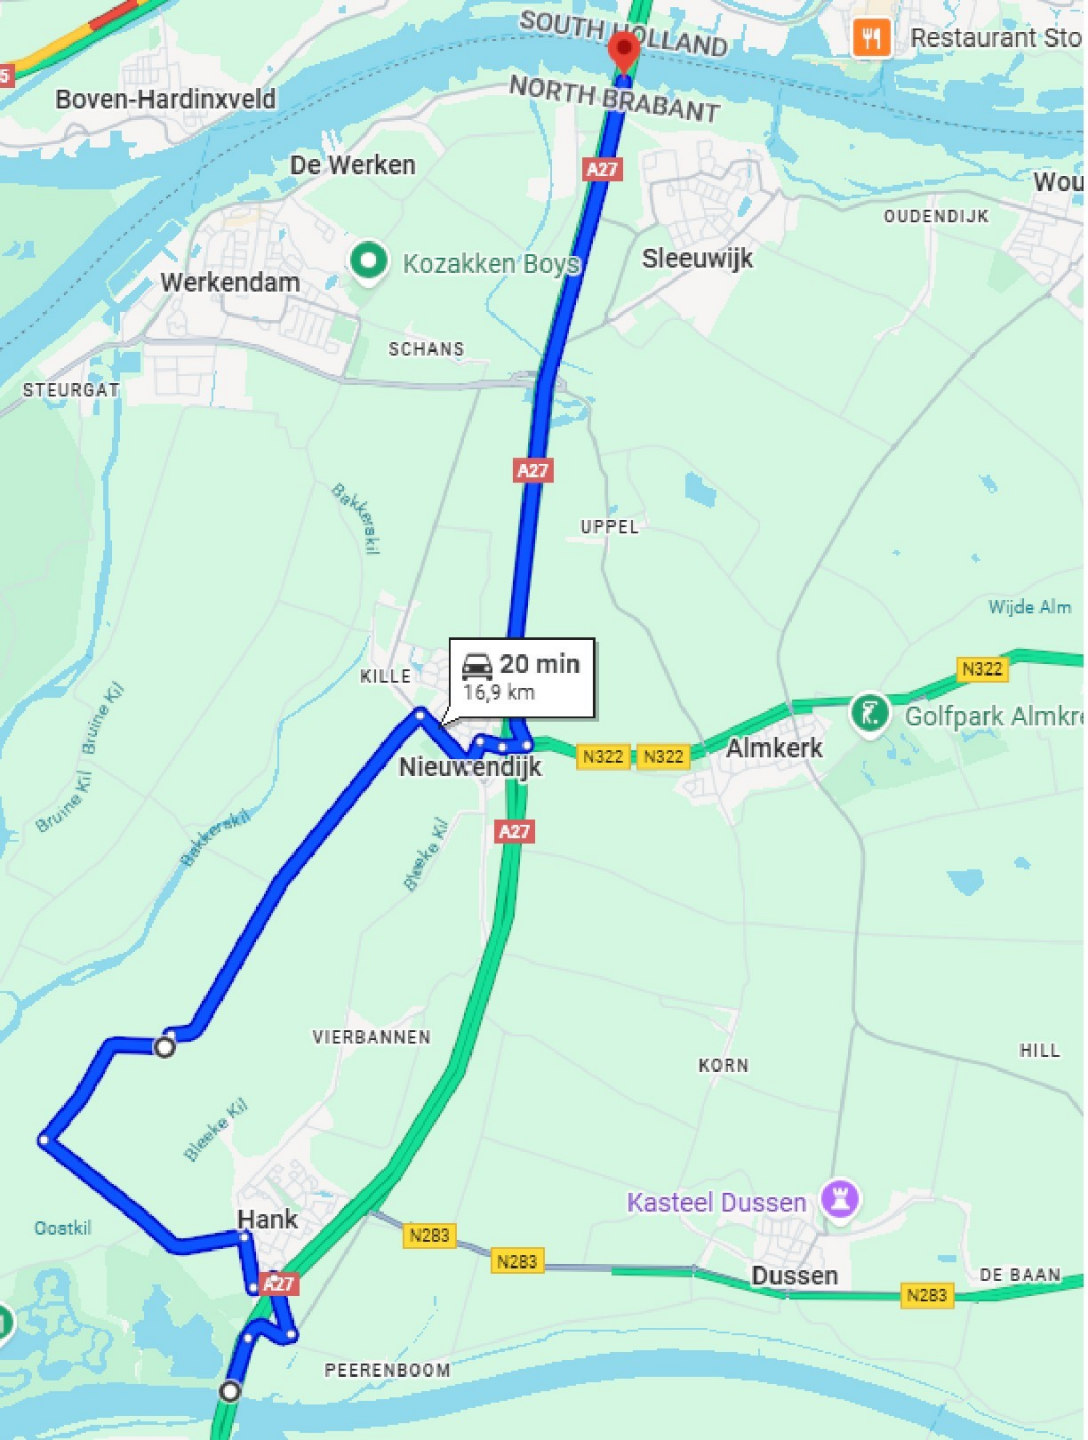 SOUTH HOLLAND
Restaurant Sto
5
Boven-Hardinxveld
NORTH BRABANT
De Werken
A27
Wou
OUDENDIJK
Sleeuwijk
Kozakken Boys
Werkendam
SCHANS
STEURGAT
A27
Bakkerskil
UPPEL
Wijde Alm
20 min
16,9 km
KILLE
N322
Bruine Kil
Golfpark Almkre
Almkerk
N322
N322
Nieuwendijk
Bruine Kil
A27
Bakkerskil
Bleeke Kil
VIERBANNEN
HILL
KORN
Bleeke Kil
Kasteel Dussen
Hank
Oostkil
N283
N283
DE BAAN
Dussen
A27
N283
PEERENBOOM